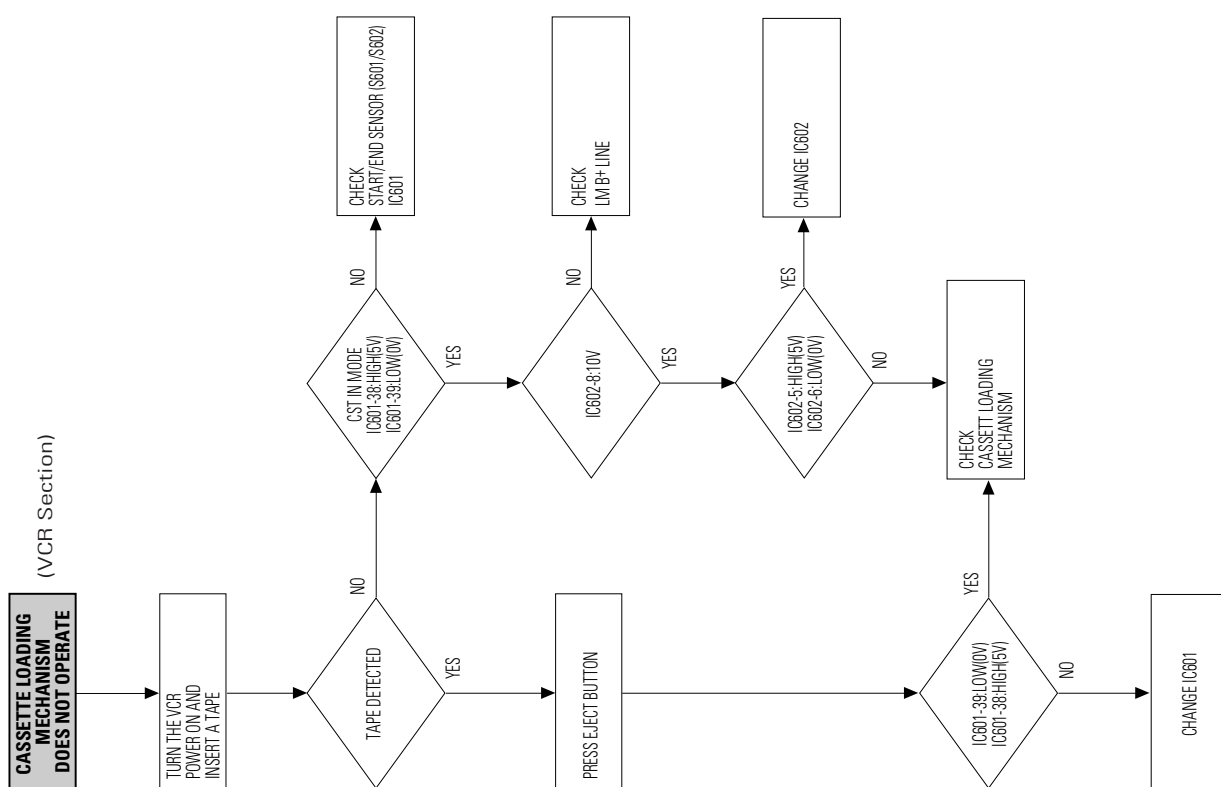 (VCR Section)
CASSETTE LOADING
MECHANISM
DOES NOT OPERATE
TURN THE VCR
POWER ON AND
INSERT A TAPE
TAPE DETECTED
NO
YES
CST IN MODE
IC601-38:HIGH(5V)
IC601-39:LOW(0V)
NO
YES
CHECK
START/END SENSOR (S601/S602)
IC601
IC602-8:10V
NO
YES
CHECK
LM B+ LINE
IC602-5:HIGH(5V)
IC602-6:LOW(0V)
YES
NO
CHANGE IC602
PRESS EJECT BUTTON
IC601-39:LOW(0V)
IC601-38:HIGH(5V)
YES
NO
CHECK
CASSETT LOADING
MECHANISM
CHANGE IC601